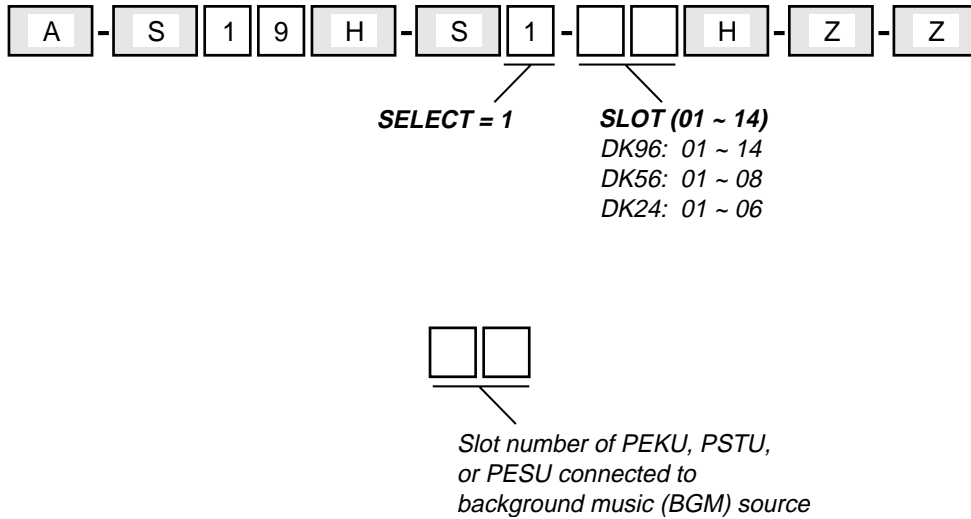 A - S 1 9 H - S 1 - H - Z - Z
SELECT = 1
SLOT (01 ~ 14)
DK96: 01 ~ 14
DK56: 01 ~ 08
DK24: 01 ~ 06
Slot number of PEKU, PSTU,
or PESU connected to
background music (BGM) source